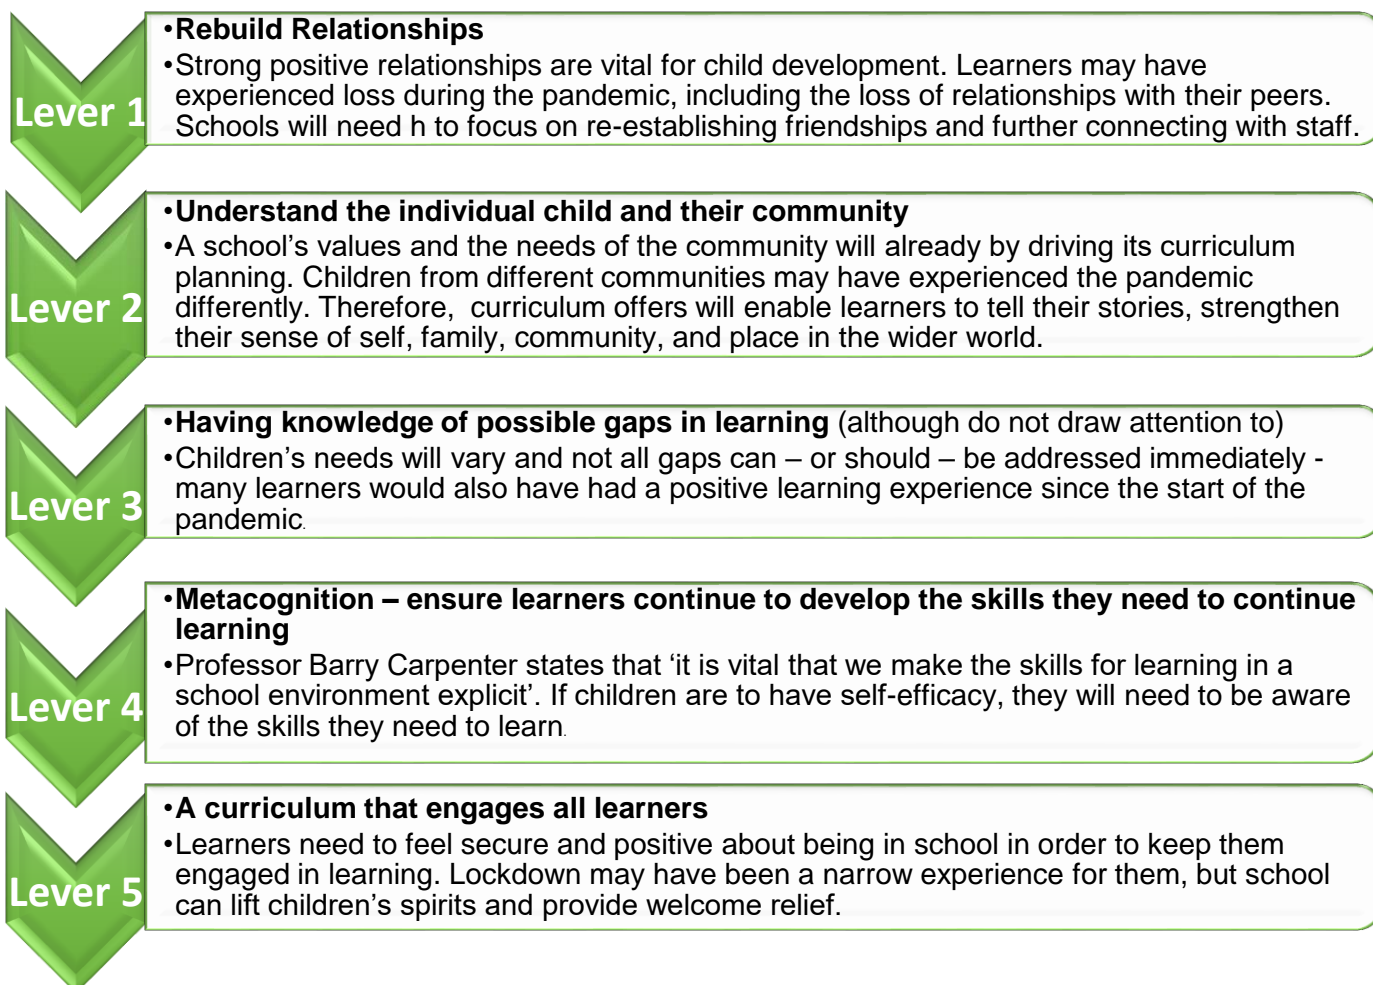 •Rebuild Relationships
•Strong positive relationships are vital for child development. Learners may have
experienced loss during the pandemic, including the loss of relationships with their peers.
Schools will need h to focus on re-establishing friendships and further connecting with staff.
Lever 1
•Understand the individual child and their community
•A school’s values and the needs of the community will already by driving its curriculum
planning. Children from different communities may have experienced the pandemic
differently. Therefore,  curriculum offers will enable learners to tell their stories, strengthen
their sense of self, family, community, and place in the wider world.
Lever 2
•Having knowledge of possible gaps in learning (although do not draw attention to)
•Children’s needs will vary and not all gaps can – or should – be addressed immediately -
many learners would also have had a positive learning experience since the start of the
pandemic.
Lever 3
•Metacognition – ensure learners continue to develop the skills they need to continue
learning
•Professor Barry Carpenter states that ‘it is vital that we make the skills for learning in a
school environment explicit’. If children are to have self-efficacy, they will need to be aware
of the skills they need to learn.
Lever 4
•A curriculum that engages all learners
•Learners need to feel secure and positive about being in school in order to keep them
engaged in learning. Lockdown may have been a narrow experience for them, but school
can lift children’s spirits and provide welcome relief.
Lever 5